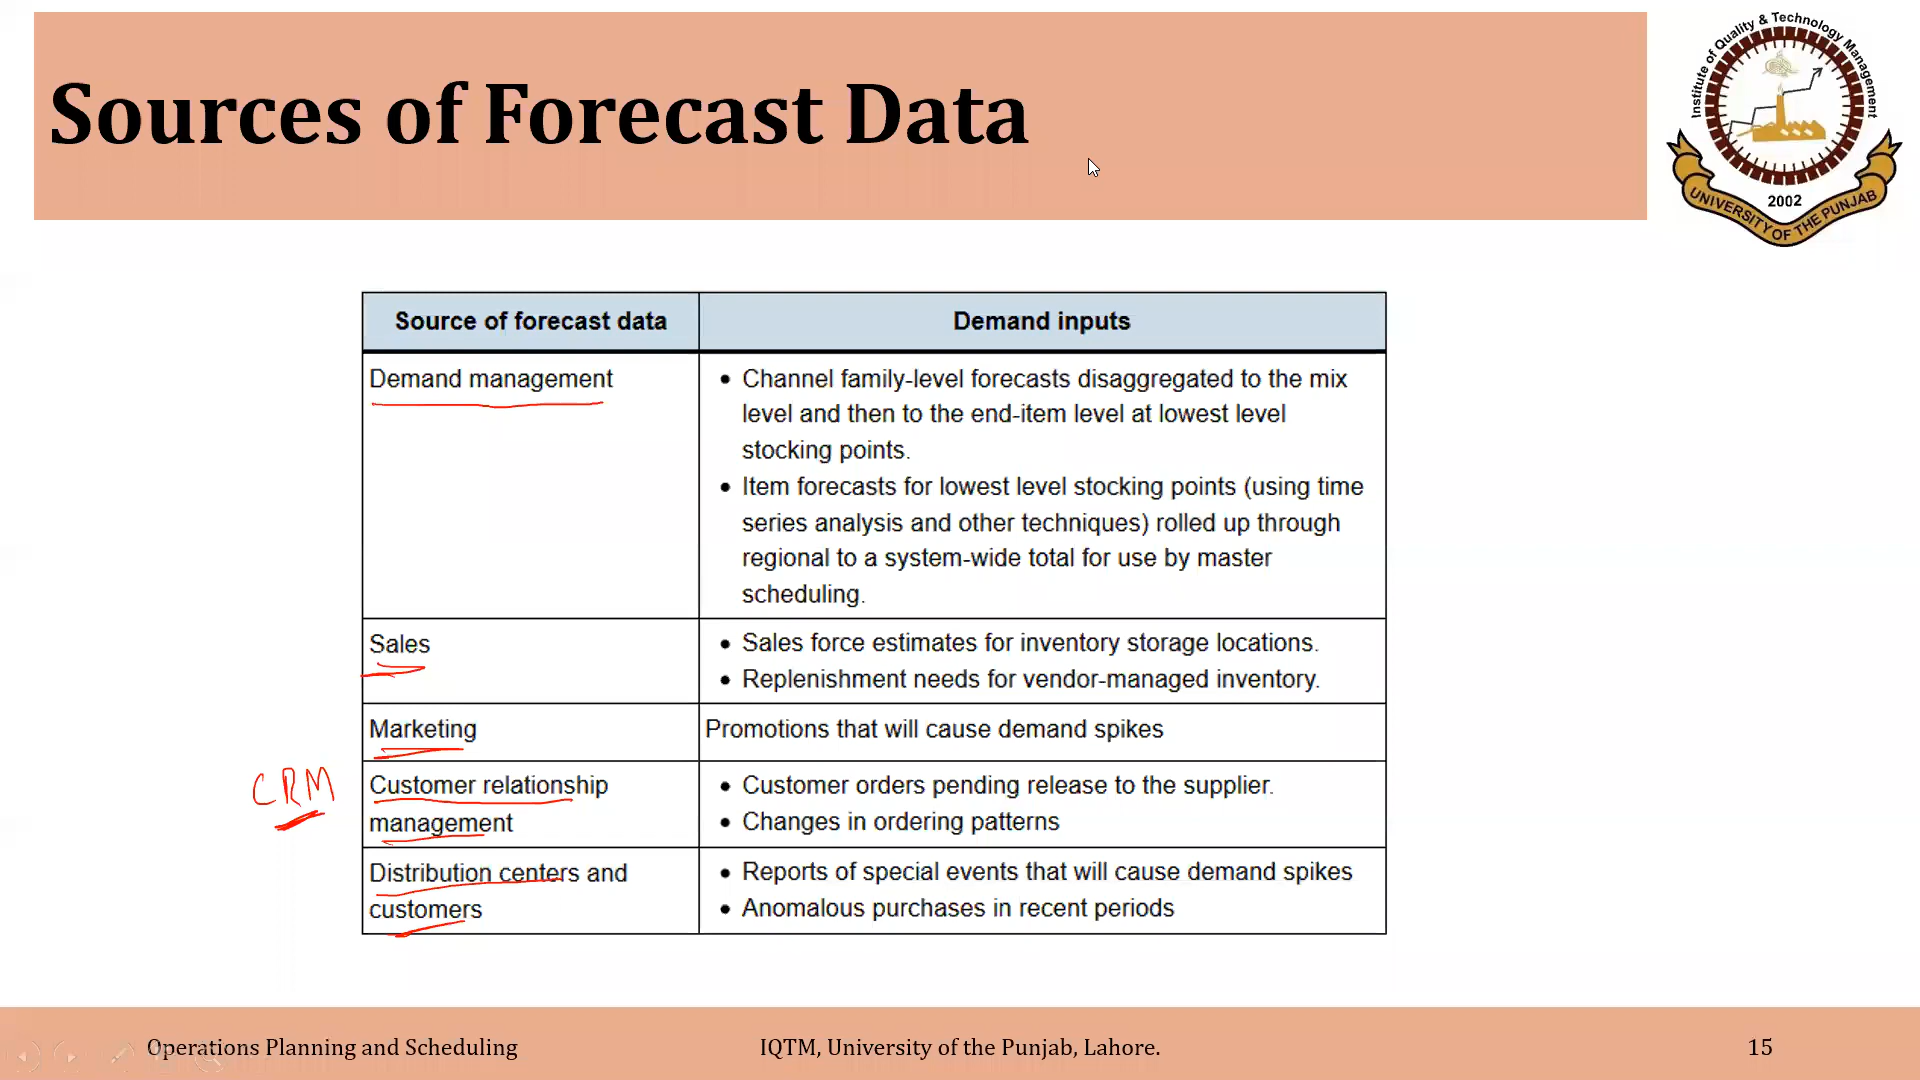 Sources of Forecast Data
Institute of Quality & Technology Management
2002
UNIVERSITY OF THE PUNJAB
Source of forecast data
Demand inputs
Demand management
• Channel family-level forecasts disaggregated to the mix
level and then to the end-item level at lowest level
stocking points.
• Item forecasts for lowest level stocking points (using time
series analysis and other techniques) rolled up through
regional to a system-wide total for use by master
scheduling.
Sales
• Sales force estimates for inventory storage locations.
• Replenishment needs for vendor-managed inventory.
Marketing
Promotions that will cause demand spikes
CRM
Customer relationship
management
• Customer orders pending release to the supplier.
• Changes in ordering patterns
Distribution centers and
customers
• Reports of special events that will cause demand spikes
• Anomalous purchases in recent periods
Operations Planning and Scheduling
IQTM, University of the Punjab, Lahore.
15